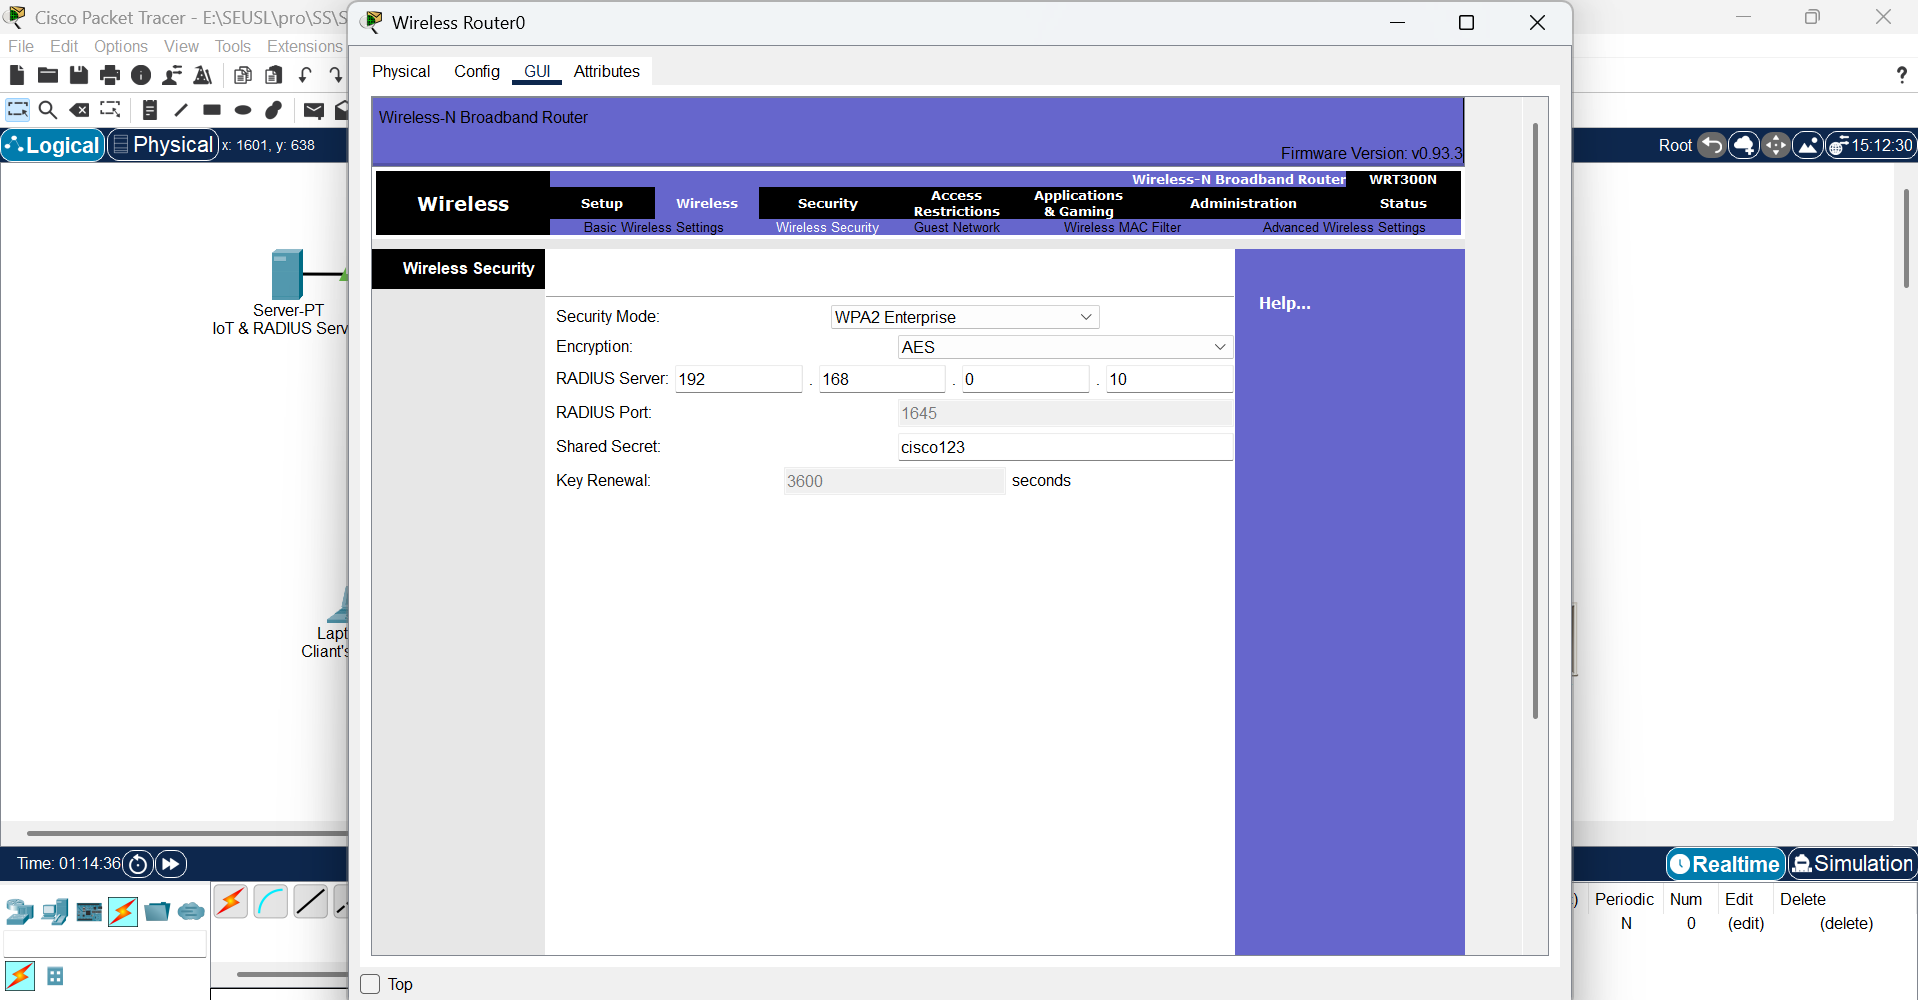 Cisco Packet Tracer - E:\SEUSL\pro\SS\S
Wireless Router0
File Edit Options View Tools Extensions
Physical Config GUI Attributes
?
Logical Physical x: 1601, y: 638
Root 15:12:30
Wireless-N Broadband Router
Firmware Version: v0.93.3
Wireless-N Broadband Router WRT300N
Wireless
Setup Wireless Security Access Restrictions Applications & Gaming Administration Status
Basic Wireless Settings Wireless Security Guest Network Wireless MAC Filter Advanced Wireless Settings
Wireless Security
Help...
Security Mode: WPA2 Enterprise
Encryption: AES
RADIUS Server: 192 . 168 . 0 . 10
RADIUS Port: 1645
Shared Secret: cisco123
Key Renewal: 3600 seconds
Server-PT
IoT & RADIUS Serv
Lapt
Cliant's
Time: 01:14:36
Realtime Simulation
) Periodic Num Edit Delete
N 0 (edit) (delete)
Top